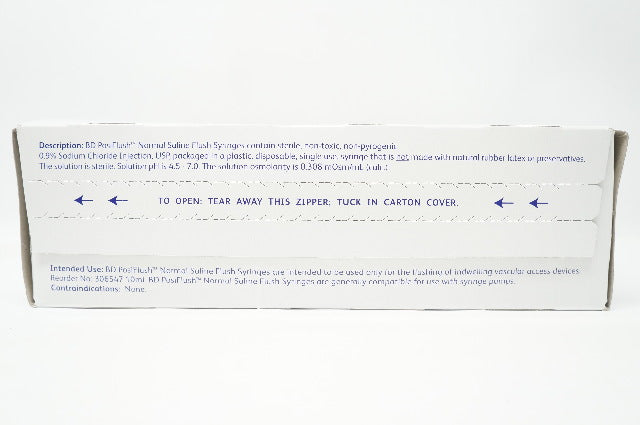 Description: BD PosiFlush™ Normal Saline Flush Syringes contain sterile, non-toxic, non-pyrogenic
0.9% Sodium Chloride Injection, USP, packaged in a plastic, disposable, single use, syringe that is not made with natural rubber latex or preservatives.
The solution is sterile. Solution pH is 4.5 - 7.0. The solution osmolarity is 0.308 mOsm/mL (calc.)
TO OPEN: TEAR AWAY THIS ZIPPER; TUCK IN CARTON COVER.
Intended Use: BD PosiFlush™ Normal Saline Flush Syringes are intended to be used only for the flushing of indwelling vascular access devices.
Reorder No: 306547 10mL BD PosiFlush™ Normal Saline Flush Syringes are generally compatible for use with syringe pumps.
Contraindications: None.